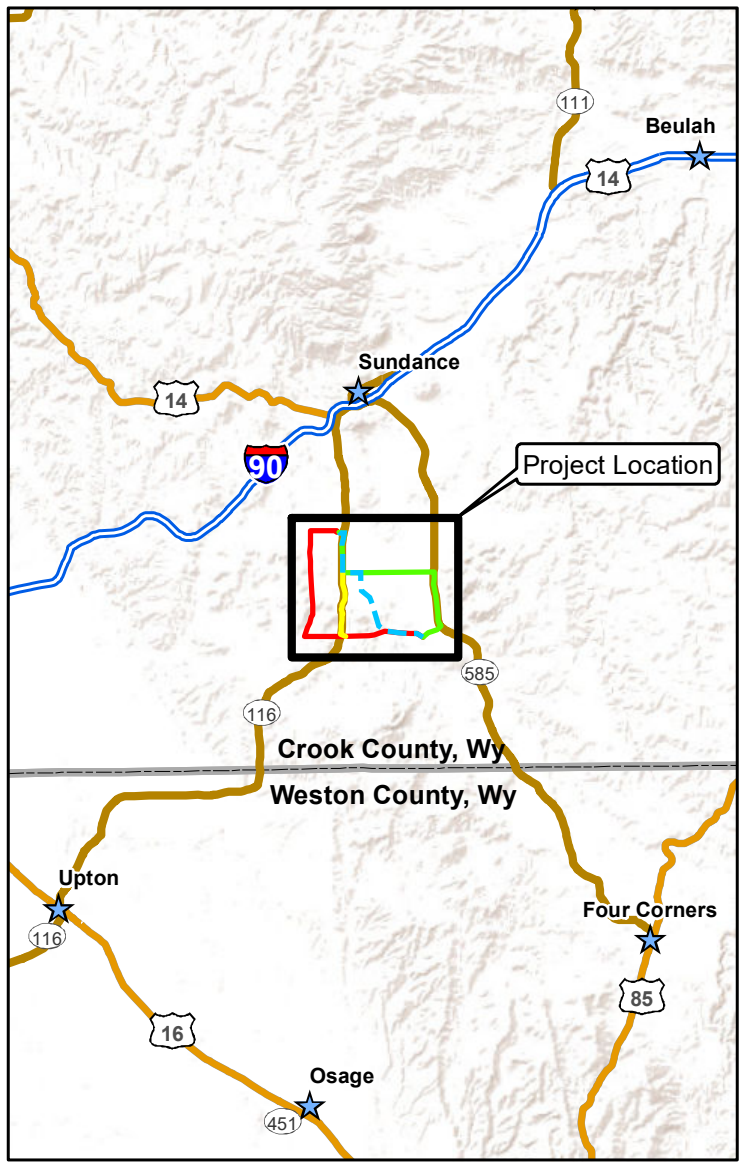 111
Beulah
14
Sundance
14
90
Project Location
585
116
Crook County, Wy
Weston County, Wy
Upton
116
Four Corners
85
16
Osage
451